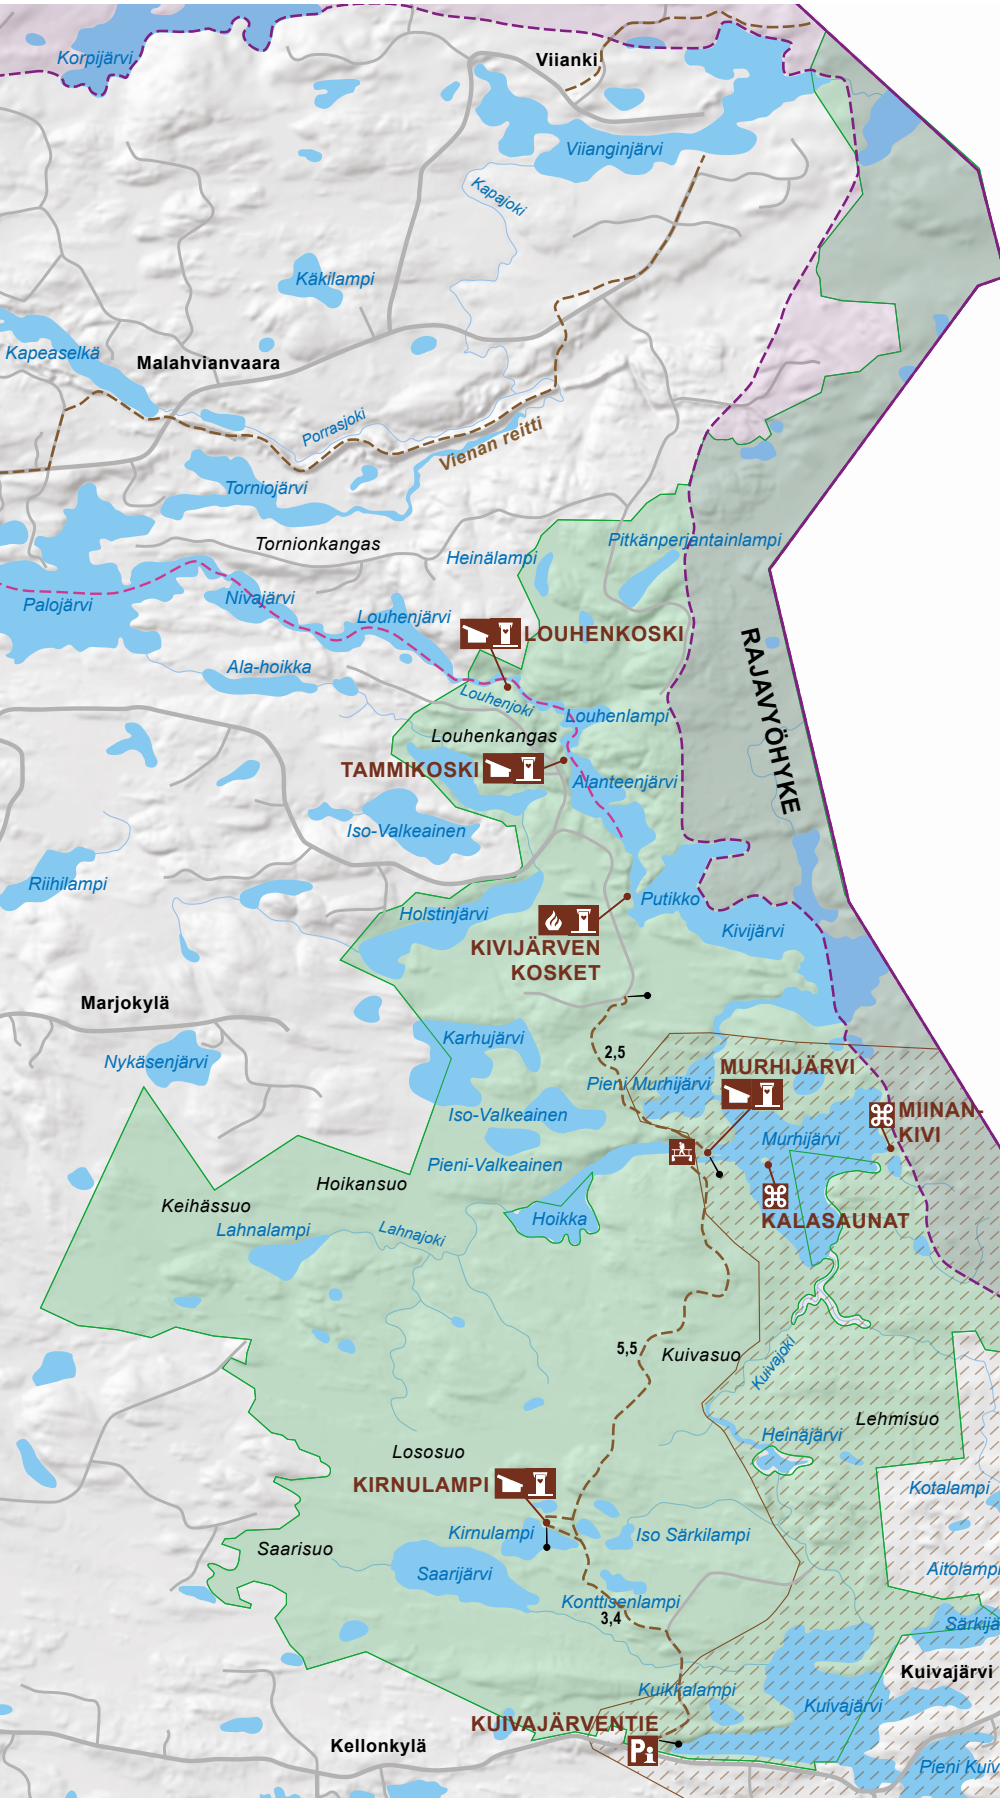 Korpijärvi
Viianki
Viianginjärvi
Kapajoki
Käkilampi
Kapeaselkä
Malahvianvaara
Porrasjoki
Vienan reitti
Torniojärvi
Tornionkangas
Heinälampi
Pitkänperjantainlampi
Palojärvi
Nivajärvi
Louhenjärvi
LOUHENKOSKI
Ala-hoikka
Louhenjoki
Louhenlampi
Louhenkangas
RAJAVYÖHYKE
TAMMIKOSKI
Alanteenjärvi
Iso-Valkeainen
Riihilampi
Holstinjärvi
Putikko
Kivijärvi
KIVIJÄRVEN
KOSKET
Marjokylä
Karhujärvi
Nykäsenjärvi
2,5
MURHIJÄRVI
Pieni Murhijärvi
Iso-Valkeainen
MIINAN-
KIVI
Murhijärvi
Pieni-Valkeainen
Hoikansuo
Keihässuo
Hoikka
KALASAUNAT
Lahnalampi
Lahnajoki
5,5
Kuivasuo
Kuivajoki
Lehmisuo
Heinäjärvi
Lososuo
KIRNULAMPI
Kotalampi
Kirnulampi
Iso Särkilampi
Saarisuo
Saarijärvi
Aitolampi
Konttisenlampi
3,4
Särkijä
Kuivajärvi
Kuikkalampi
Kuivajärvi
KUIVAJÄRVENTIE
Pi
Kellonkylä
Pieni Kuiv